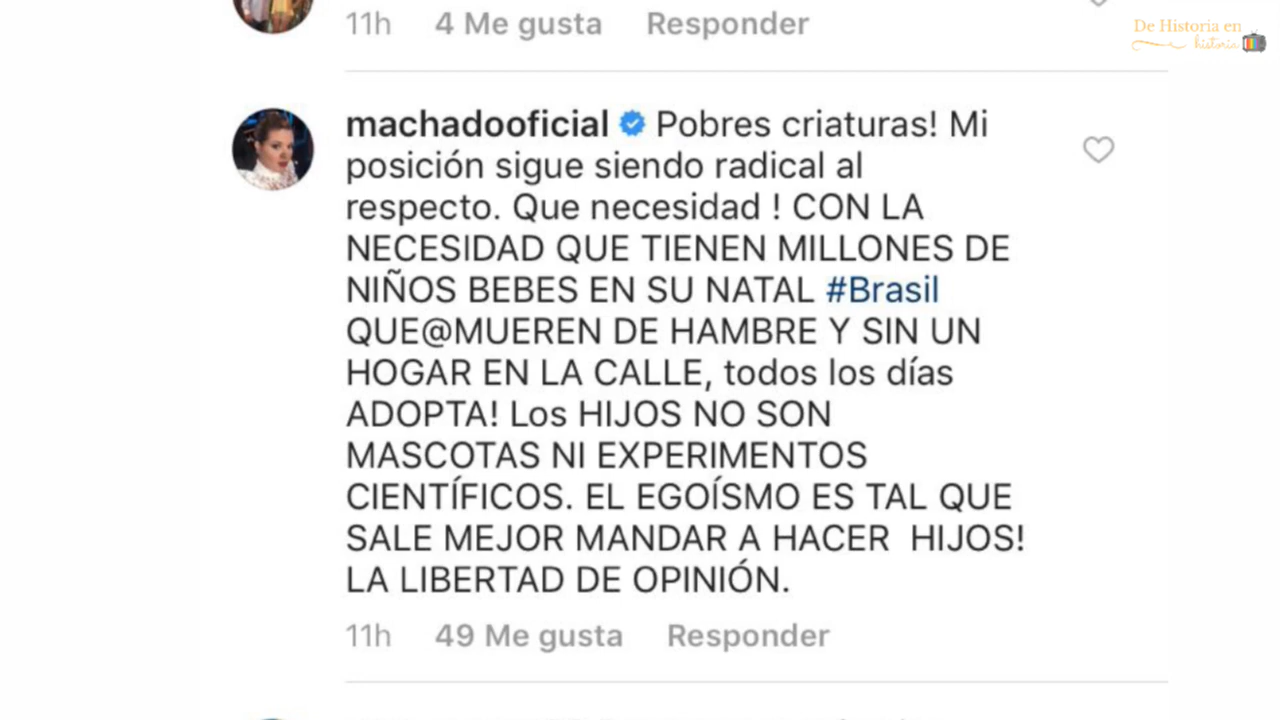 De Historia en
historia
11h 4 Me gusta Responder
machadooficial Pobres criaturas! Mi
posición sigue siendo radical al
respecto. Que necesidad ! CON LA
NECESIDAD QUE TIENEN MILLONES DE
NIÑOS BEBES EN SU NATAL #Brasil
QUE@MUEREN DE HAMBRE Y SIN UN
HOGAR EN LA CALLE, todos los días
ADOPTA! Los HIJOS NO SON
MASCOTAS NI EXPERIMENTOS
CIENTÍFICOS. EL EGOÍSMO ES TAL QUE
SALE MEJOR MANDAR A HACER  HIJOS!
LA LIBERTAD DE OPINIÓN.
11h 49 Me gusta Responder